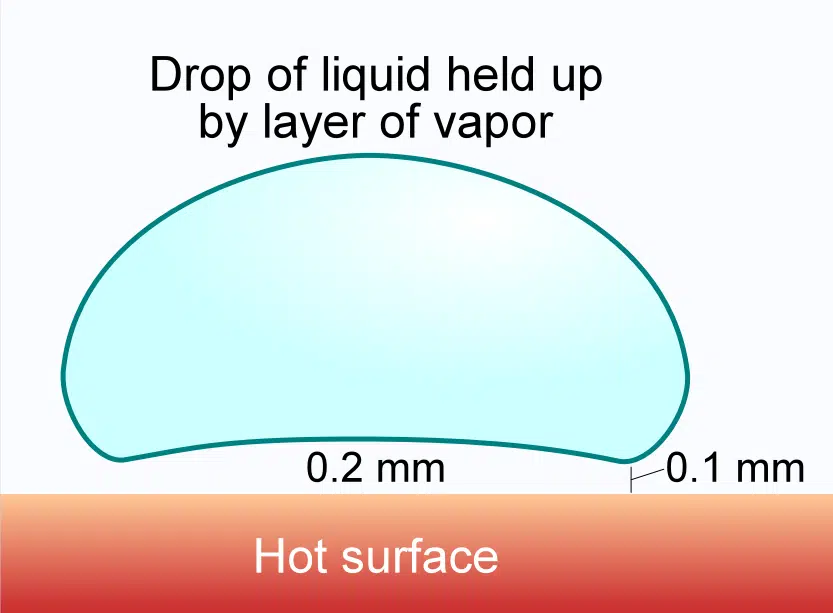 Drop of liquid held up
by layer of vapor
0.2 mm
0.1 mm
Hot surface